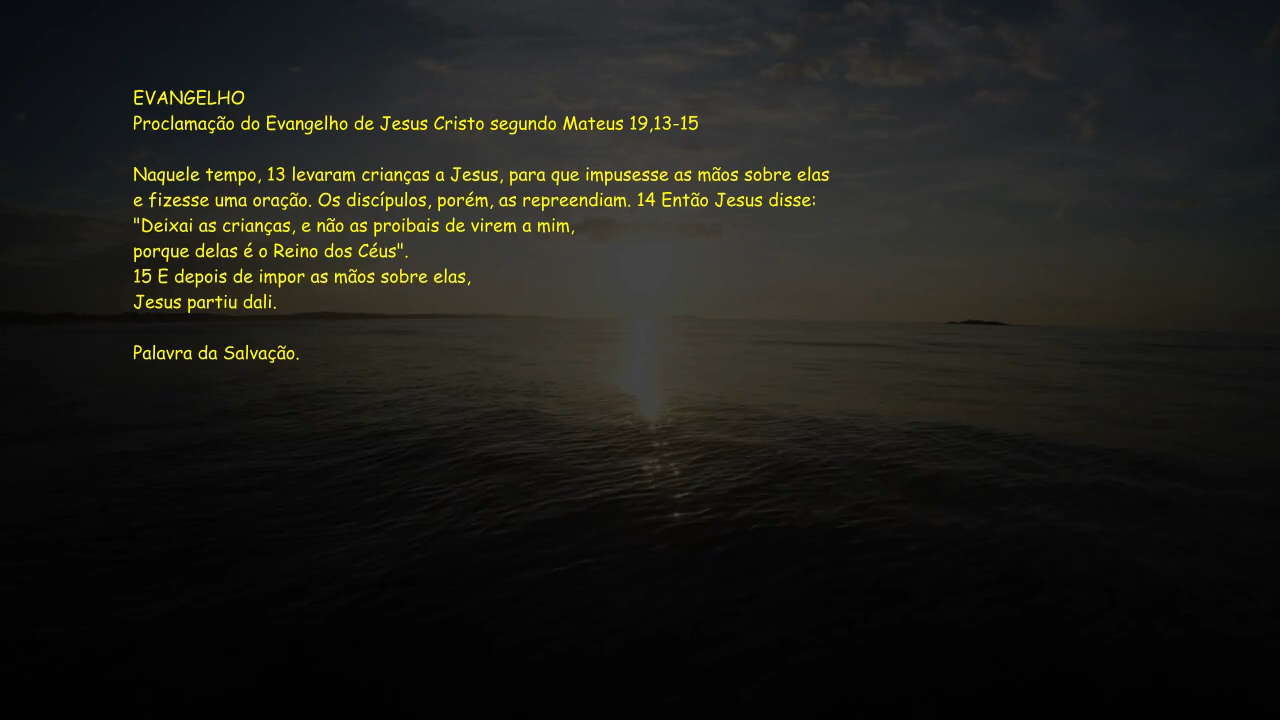 EVANGELHO
Proclamação do Evangelho de Jesus Cristo segundo Mateus 19,13-15
Naquele tempo, 13 levaram crianças a Jesus, para que impusesse as mãos sobre elas
e fizesse uma oração. Os discípulos, porém, as repreendiam. 14 Então Jesus disse:
"Deixai as crianças, e não as proibais de virem a mim,
porque delas é o Reino dos Céus".
15 E depois de impor as mãos sobre elas,
Jesus partiu dali.
Palavra da Salvação.